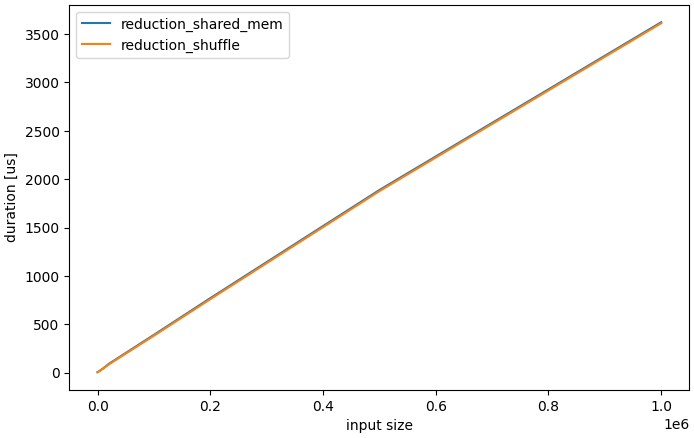 reduction_shared_mem
reduction_shuffle
3500
3000
2500
2000
1500
1000
500
0
duration [us]
0.0 0.2 0.4 0.6 0.8 1.0
1e6
input size